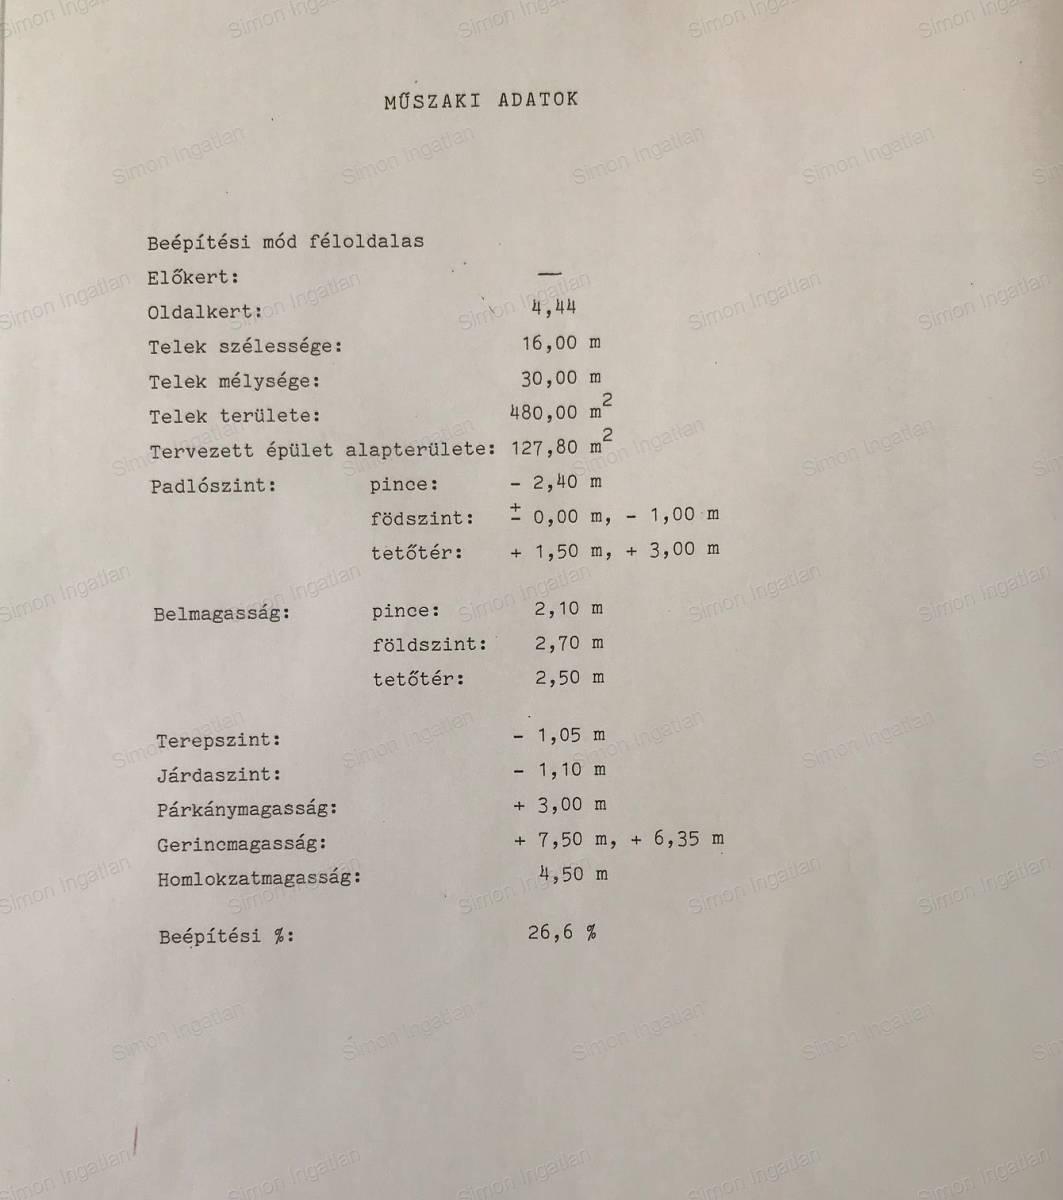 MŰSZAKI ADATOK
Beépítési mód féloldalas
Előkert: —
Oldalkert: 4,44
Telek szélessége: 16,00 m
Telek mélysége: 30,00 m
Telek területe: 480,00 m²
Tervezett épület alapterülete: 127,80 m²
Padlószint: pince: - 2,40 m
födszint: ± 0,00 m, - 1,00 m
tetőtér: + 1,50 m, + 3,00 m
Belmagasság: pince: 2,10 m
földszint: 2,70 m
tetőtér: 2,50 m
Terepszint: - 1,05 m
Járdaszint: - 1,10 m
Párkánymagasság: + 3,00 m
Gerincmagasság: + 7,50 m, + 6,35 m
Homlokzatmagasság: 4,50 m
Beépítési %: 26,6 %
Simon Ingatlan